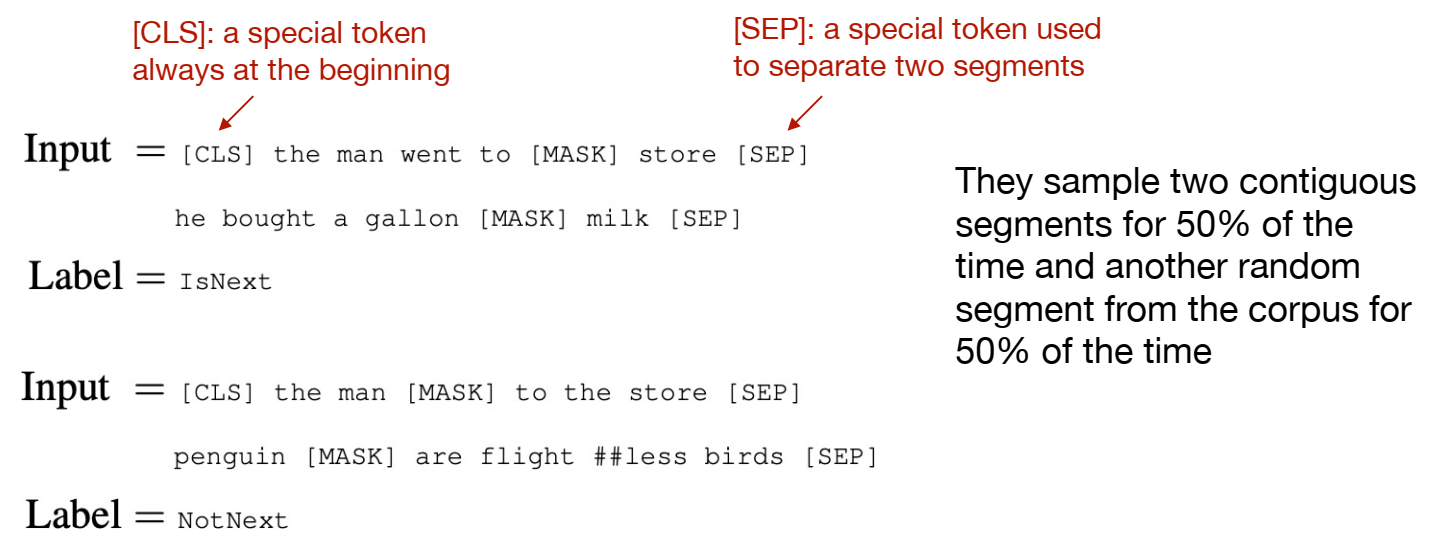 [CLS]: a special token
always at the beginning
[SEP]: a special token used
to separate two segments
Input = [CLS] the man went to [MASK] store [SEP]
he bought a gallon [MASK] milk [SEP]
Label = IsNext
Input = [CLS] the man [MASK] to the store [SEP]
penguin [MASK] are flight ##less birds [SEP]
Label = NotNext
They sample two contiguous
segments for 50% of the
time and another random
segment from the corpus for
50% of the time